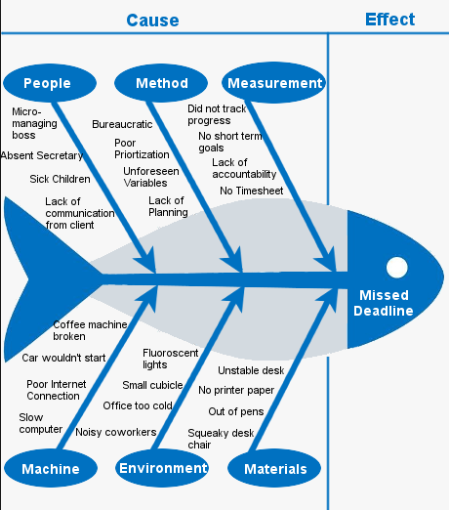 Cause
Effect
People
Method
Measurement
Micro-
managing
boss
Absent Secretary
Sick Children
Lack of
communication
from client
Bureaucratic
Poor
Priortization
Unforeseen
Variables
Lack of
Planning
Did not track
progress
No short term
goals
Lack of
accountability
No Timesheet
Missed
Deadline
Coffee machine
broken
Car wouldn't start
Poor Internet
Connection
Slow
computer
Fluoroscent
lights
Small cubicle
Office too cold
Noisy coworkers
Unstable desk
No printer paper
Out of pens
Squeaky desk
chair
Machine
Environment
Materials